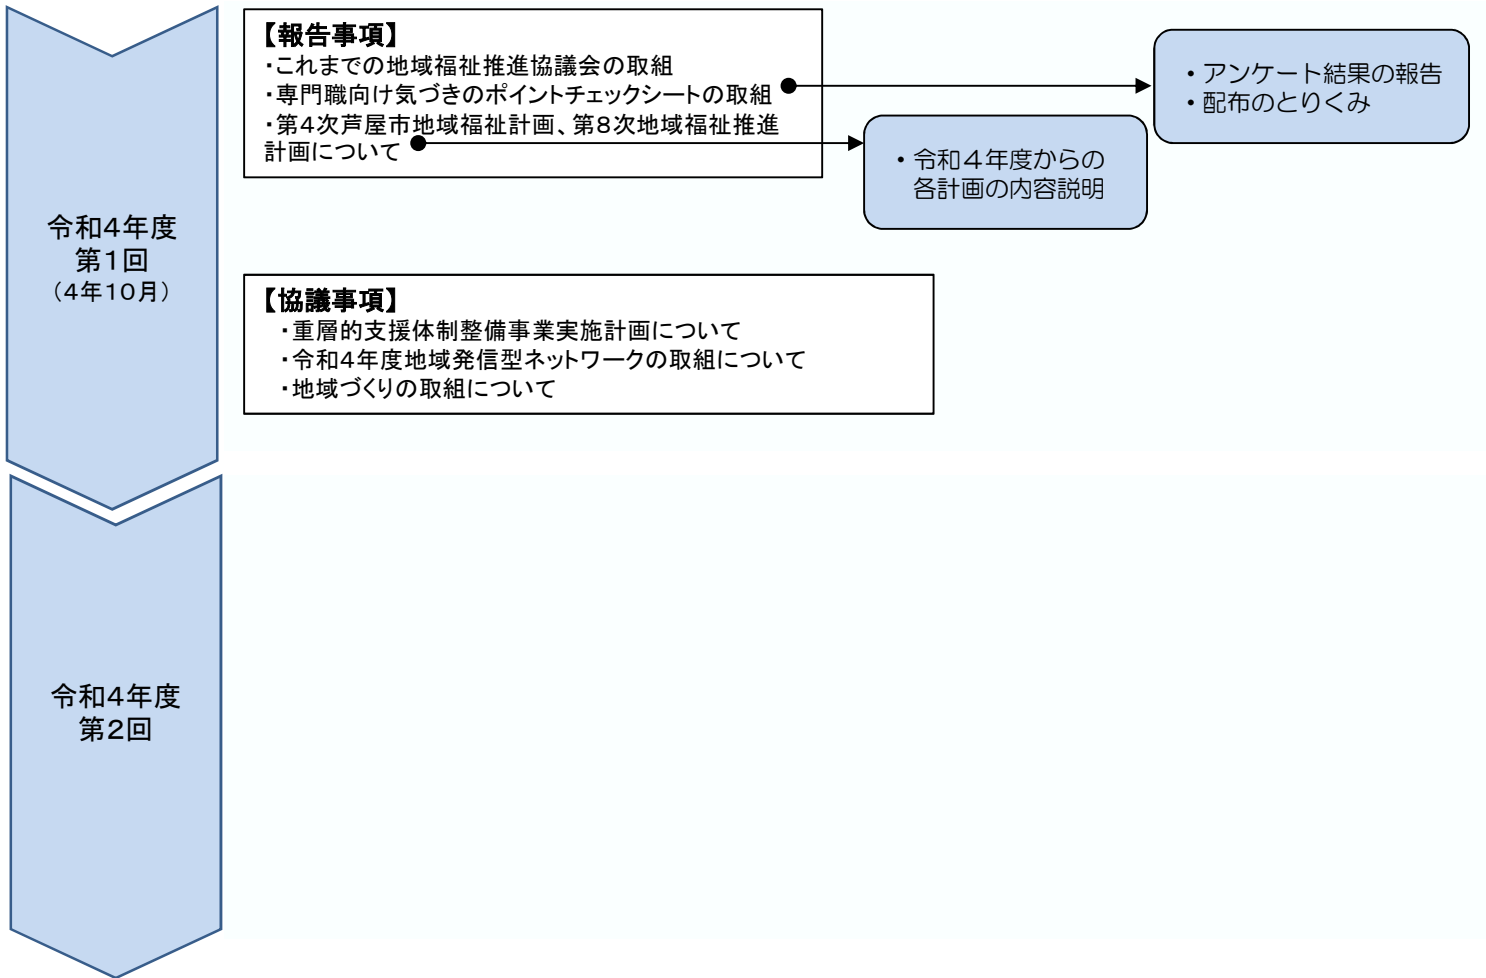 令和4年度
第1回
（4年10月）
【報告事項】
・これまでの地域福祉推進協議会の取組
・専門職向け気づきのポイントチェックシートの取組
・第4次芦屋市地域福祉計画、第8次地域福祉推進
計画について
・アンケート結果の報告
・配布のとりくみ
・令和４年度からの
各計画の内容説明
【協議事項】
・重層的支援体制整備事業実施計画について
・令和4年度地域発信型ネットワークの取組について
・地域づくりの取組について
令和4年度
第2回